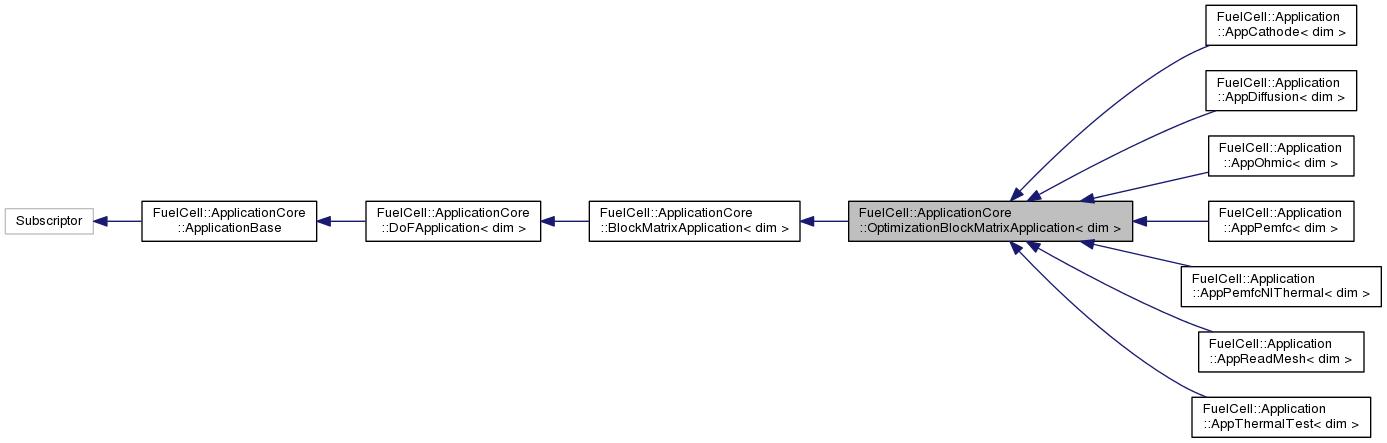 Subscriptor
FuelCell::ApplicationCore
::ApplicationBase
FuelCell::ApplicationCore
::DoFApplication< dim >
FuelCell::ApplicationCore
::BlockMatrixApplication< dim >
FuelCell::ApplicationCore
::OptimizationBlockMatrixApplication< dim >
FuelCell::Application
::AppCathode< dim >
FuelCell::Application
::AppDiffusion< dim >
FuelCell::Application
::AppOhmic< dim >
FuelCell::Application
::AppPemfc< dim >
FuelCell::Application
::AppPemfcNIThermal< dim >
FuelCell::Application
::AppReadMesh< dim >
FuelCell::Application
::AppThermalTest< dim >